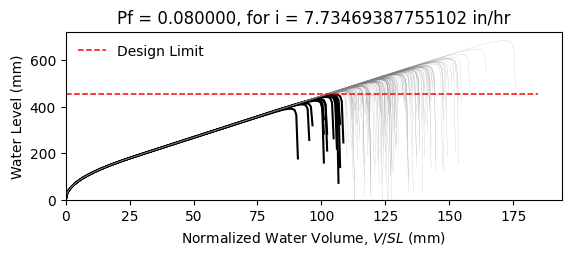 Pf = 0.080000, for i = 7.73469387755102 in/hr
Water Level (mm)
600
400
200
0
Design Limit
0 25 50 75 100 125 150 175
Normalized Water Volume, V/SL (mm)